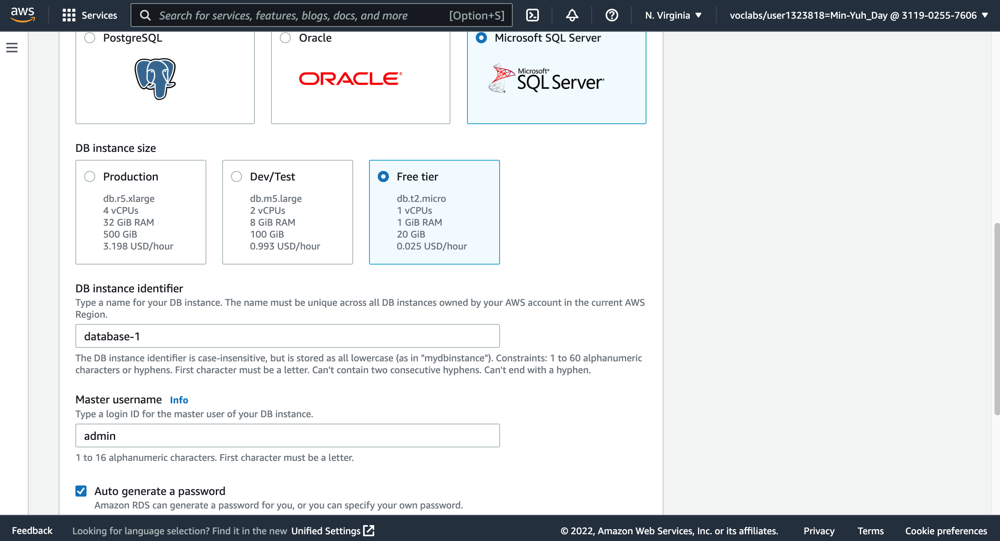 aws
Services
Search for services, features, blogs, docs, and more
[Option+S]
N. Virginia
voclabs/user1323818=Min-Yuh_Day @ 3119-0255-7606
PostgreSQL
Oracle
Microsoft SQL Server
ORACLE®
Microsoft®
SQL Server®
DB instance size
Production
db.r5.xlarge
4 vCPUs
32 GiB RAM
500 GiB
3.198 USD/hour
Dev/Test
db.m5.large
2 vCPUs
8 GiB RAM
100 GiB
0.993 USD/hour
Free tier
db.t2.micro
1 vCPUs
1 GiB RAM
20 GiB
0.025 USD/hour
DB instance identifier
Type a name for your DB instance. The name must be unique across all DB instances owned by your AWS account in the current AWS
Region.
database-1
The DB instance identifier is case-insensitive, but is stored as all lowercase (as in "mydbinstance"). Constraints: 1 to 60 alphanumeric
characters or hyphens. First character must be a letter. Can't contain two consecutive hyphens. Can't end with a hyphen.
Master username Info
Type a login ID for the master user of your DB instance.
admin
1 to 16 alphanumeric characters. First character must be a letter.
Auto generate a password
Amazon RDS can generate a password for you, or you can specify your own password.
Feedback
Looking for language selection? Find it in the new Unified Settings
© 2022, Amazon Web Services, Inc. or its affiliates.
Privacy
Terms
Cookie preferences